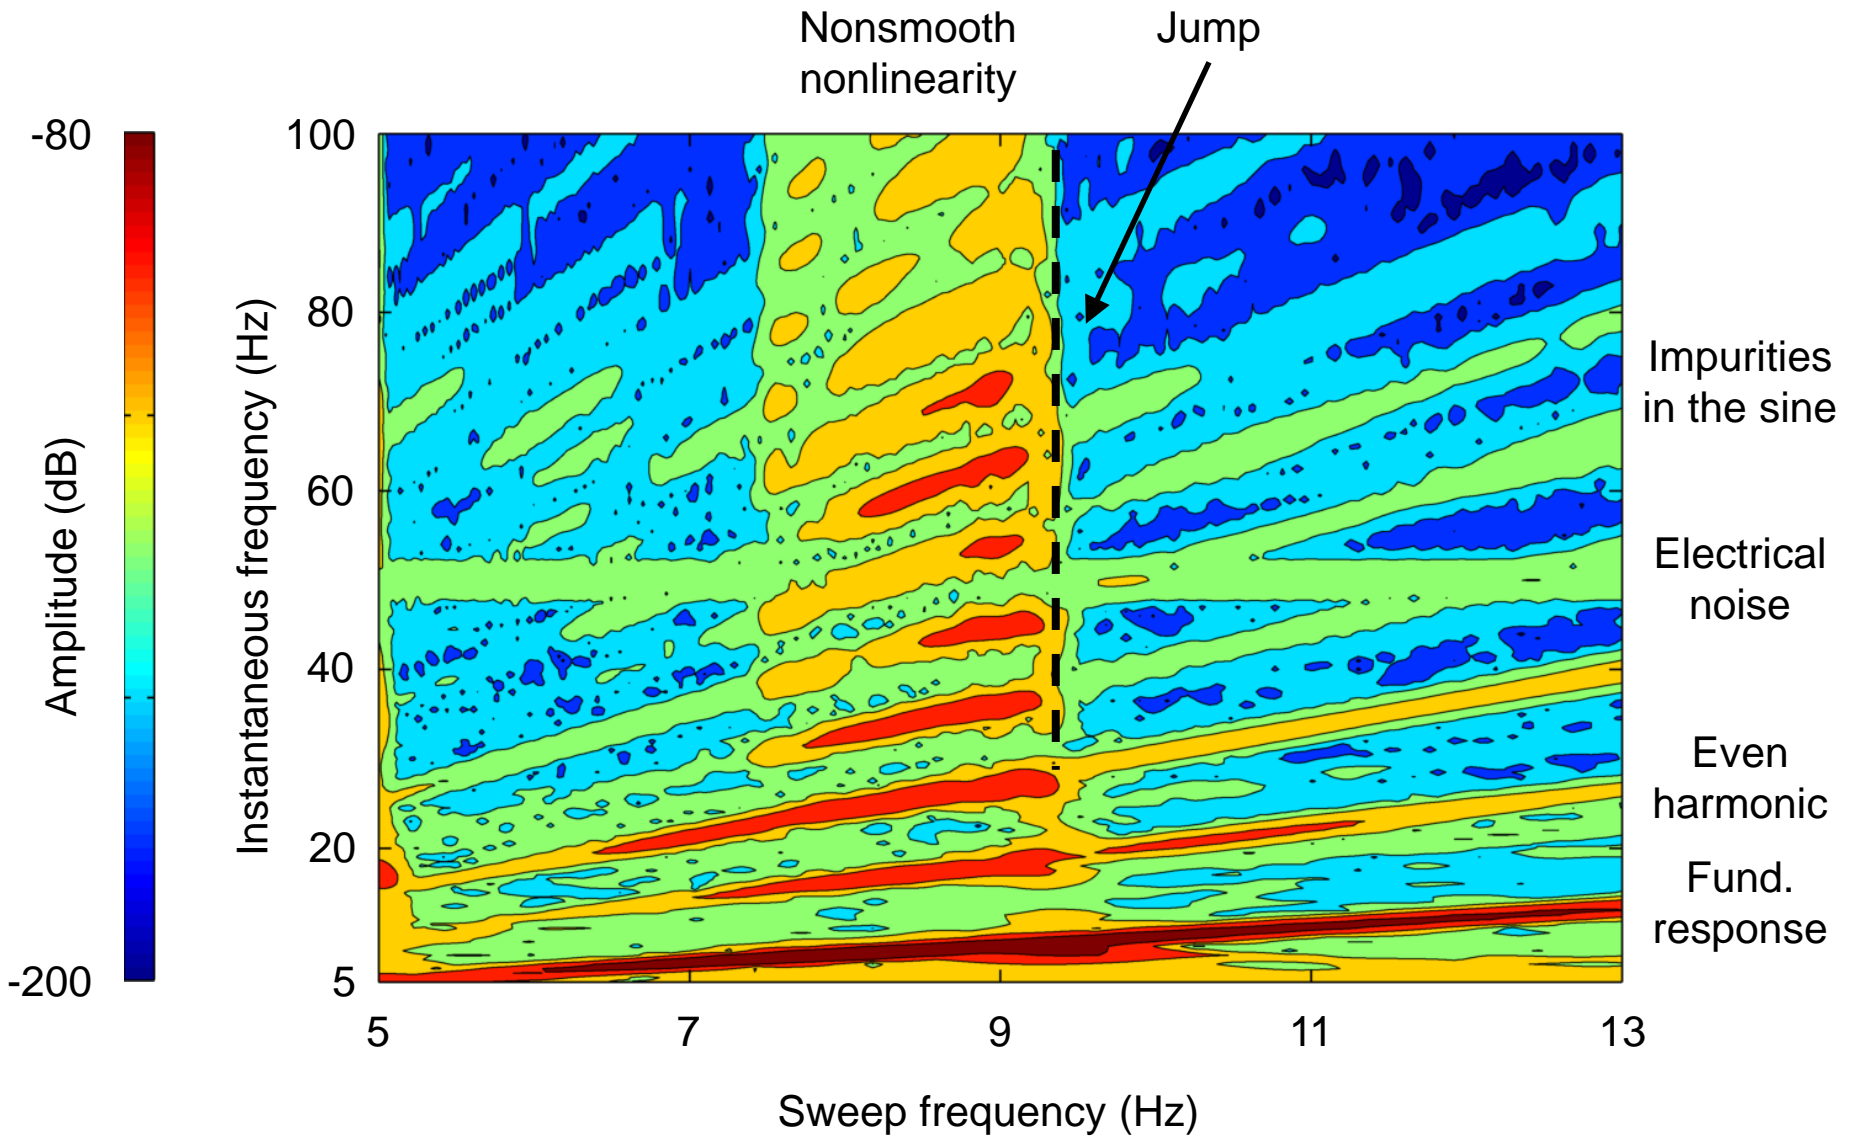 Nonsmooth
nonlinearity
Jump
-80
-200
Amplitude (dB)
100
80
60
40
20
5
Instantaneous frequency (Hz)
5
7
9
11
13
Sweep frequency (Hz)
Impurities
in the sine
Electrical
noise
Even
harmonic
Fund.
response